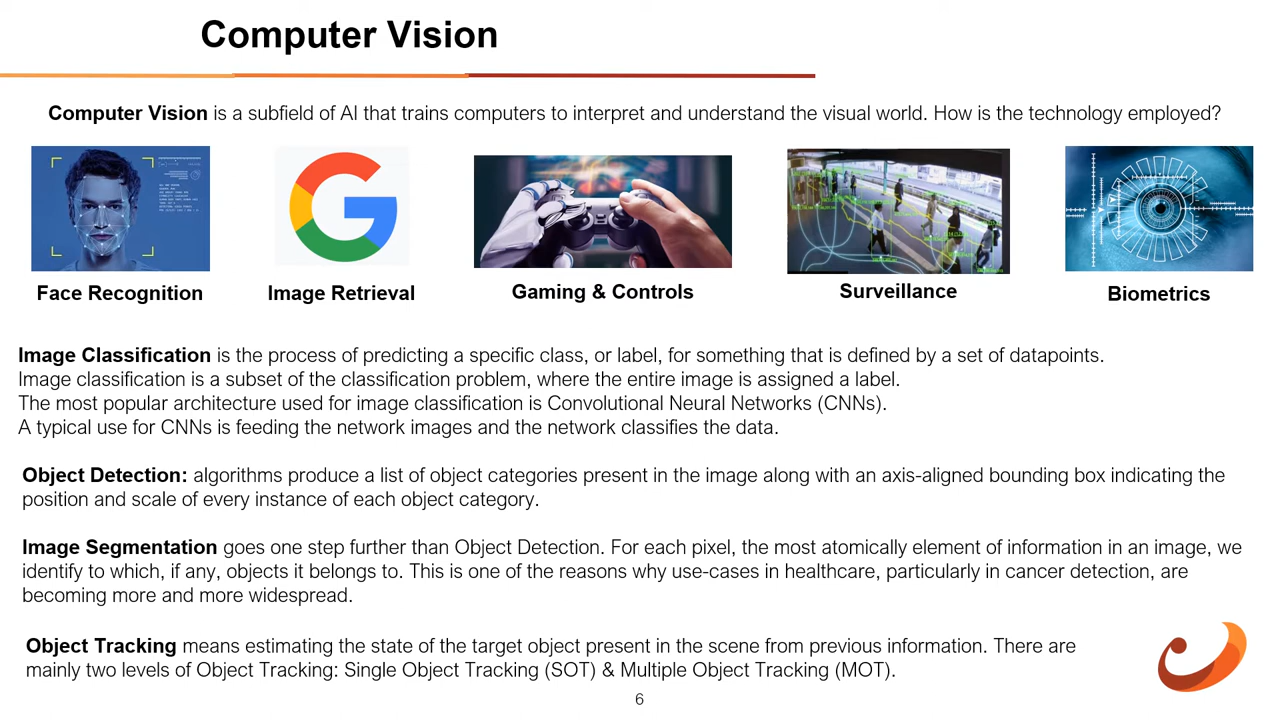 Computer Vision
Computer Vision is a subfield of AI that trains computers to interpret and understand the visual world. How is the technology employed?
Face Recognition
Image Retrieval
Gaming & Controls
Surveillance
Biometrics
Image Classification is the process of predicting a specific class, or label, for something that is defined by a set of datapoints.
Image classification is a subset of the classification problem, where the entire image is assigned a label.
The most popular architecture used for image classification is Convolutional Neural Networks (CNNs).
A typical use for CNNs is feeding the network images and the network classifies the data.
Object Detection: algorithms produce a list of object categories present in the image along with an axis-aligned bounding box indicating the
position and scale of every instance of each object category.
Image Segmentation goes one step further than Object Detection. For each pixel, the most atomically element of information in an image, we
identify to which, if any, objects it belongs to. This is one of the reasons why use-cases in healthcare, particularly in cancer detection, are
becoming more and more widespread.
Object Tracking means estimating the state of the target object present in the scene from previous information. There are
mainly two levels of Object Tracking: Single Object Tracking (SOT) & Multiple Object Tracking (MOT).
6